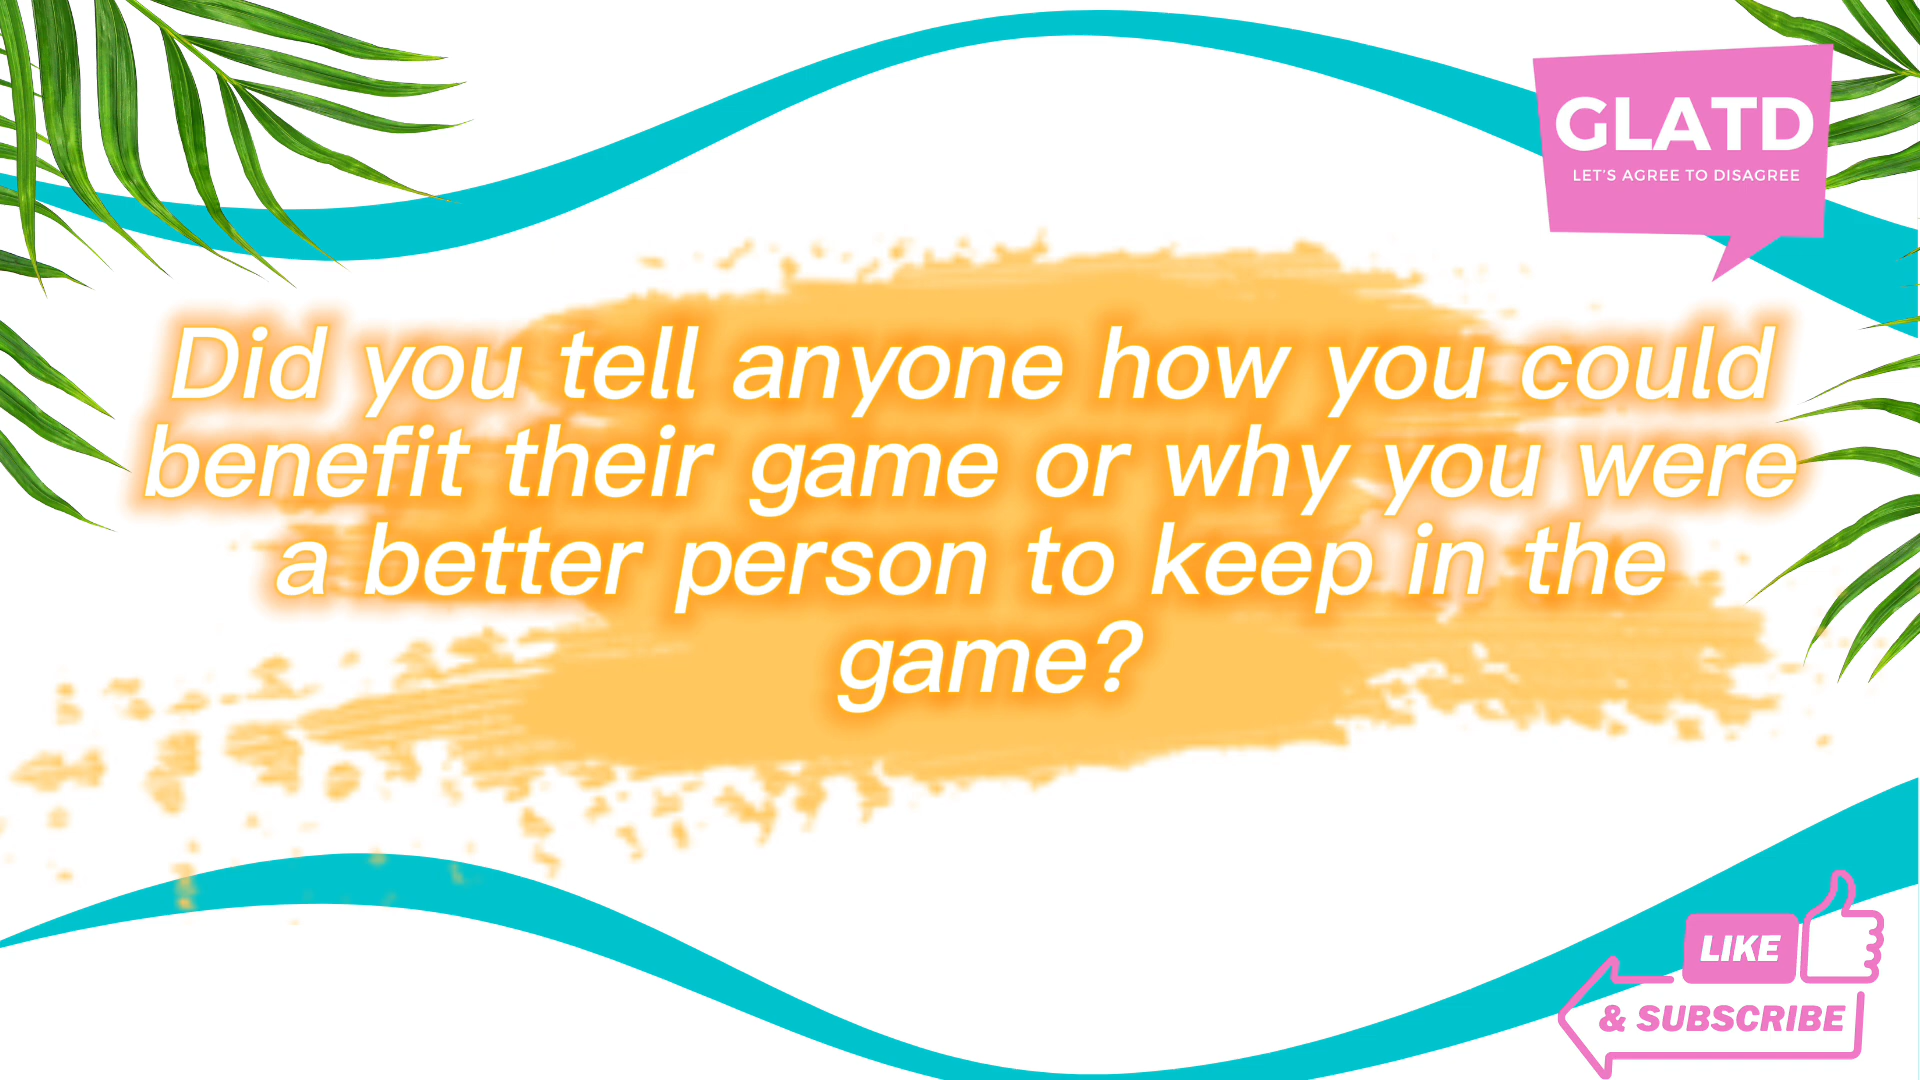 GLATD
LET'S AGREE TO DISAGREE
Did you tell anyone how you could
benefit their game or why you were
a better person to keep in the
game?
LIKE
& SUBSCRIBE